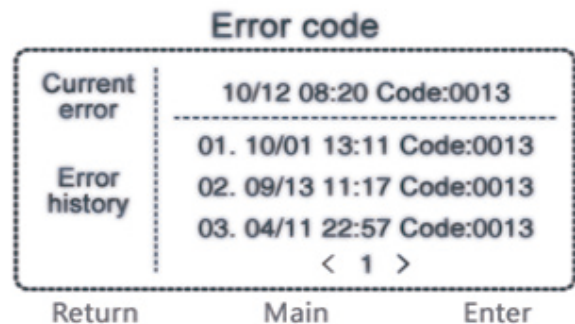 Error code
Current error
10/12 08:20 Code:0013
Error history
01. 10/01 13:11 Code:0013
02. 09/13 11:17 Code:0013
03. 04/11 22:57 Code:0013
< 1 >
Return Main Enter